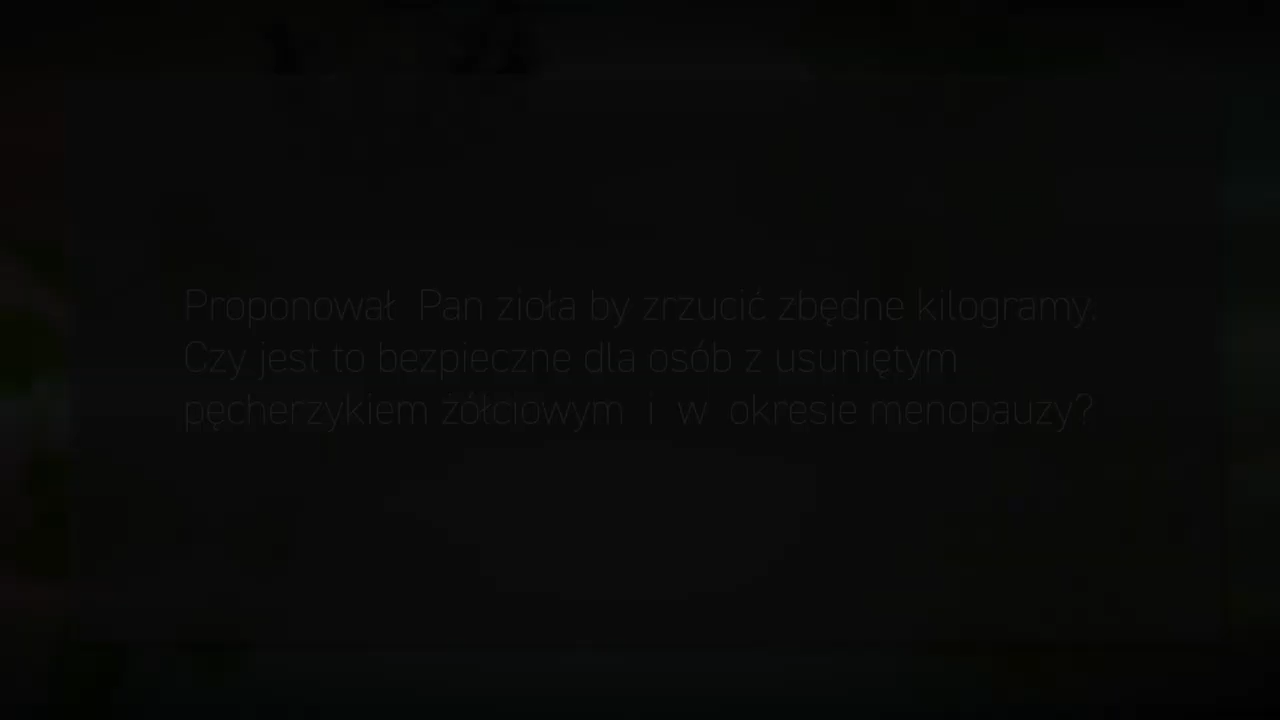 Proponował Pan zioła by zrzucić zbędne kilogramy.
Czy jest to bezpieczne dla osób z usuniętym
pęcherzykiem żółciowym i w okresie menopauzy?